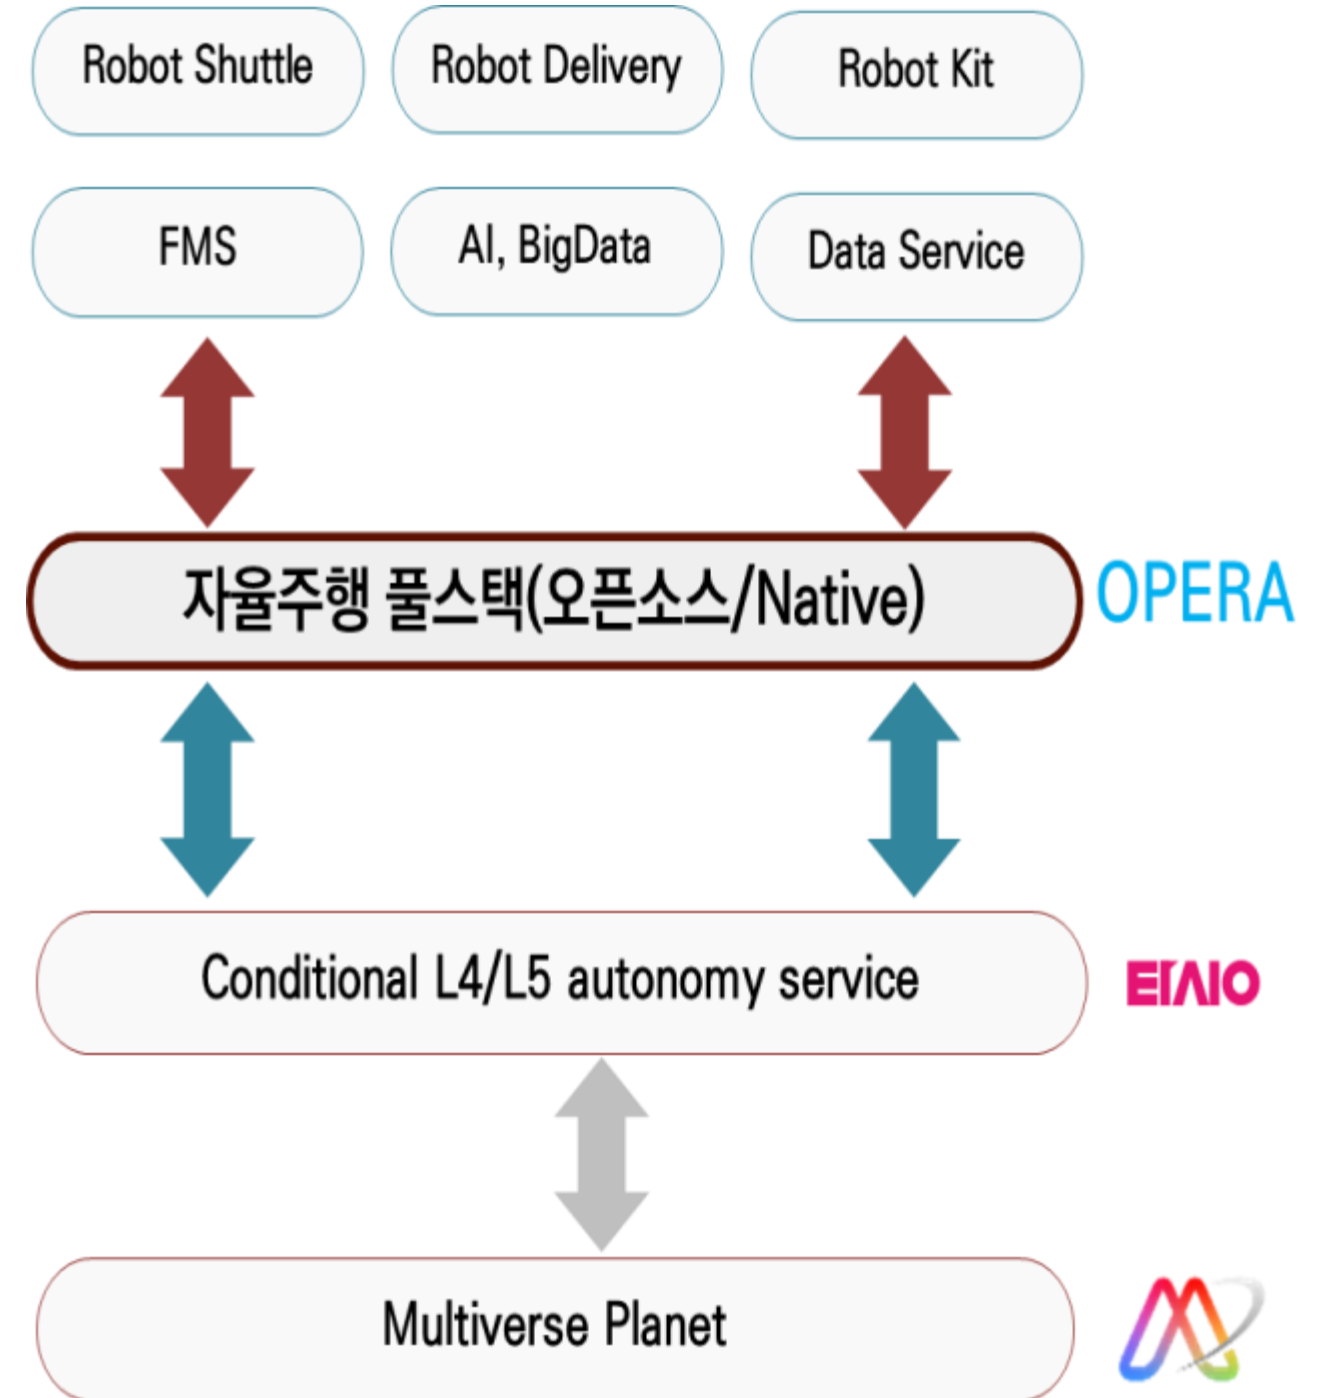 Robot Shuttle
Robot Delivery
Robot Kit
FMS
AI, BigData
Data Service
자율주행 풀스택(오픈소스/Native)
OPERA
Conditional L4/L5 autonomy service
Multiverse Planet